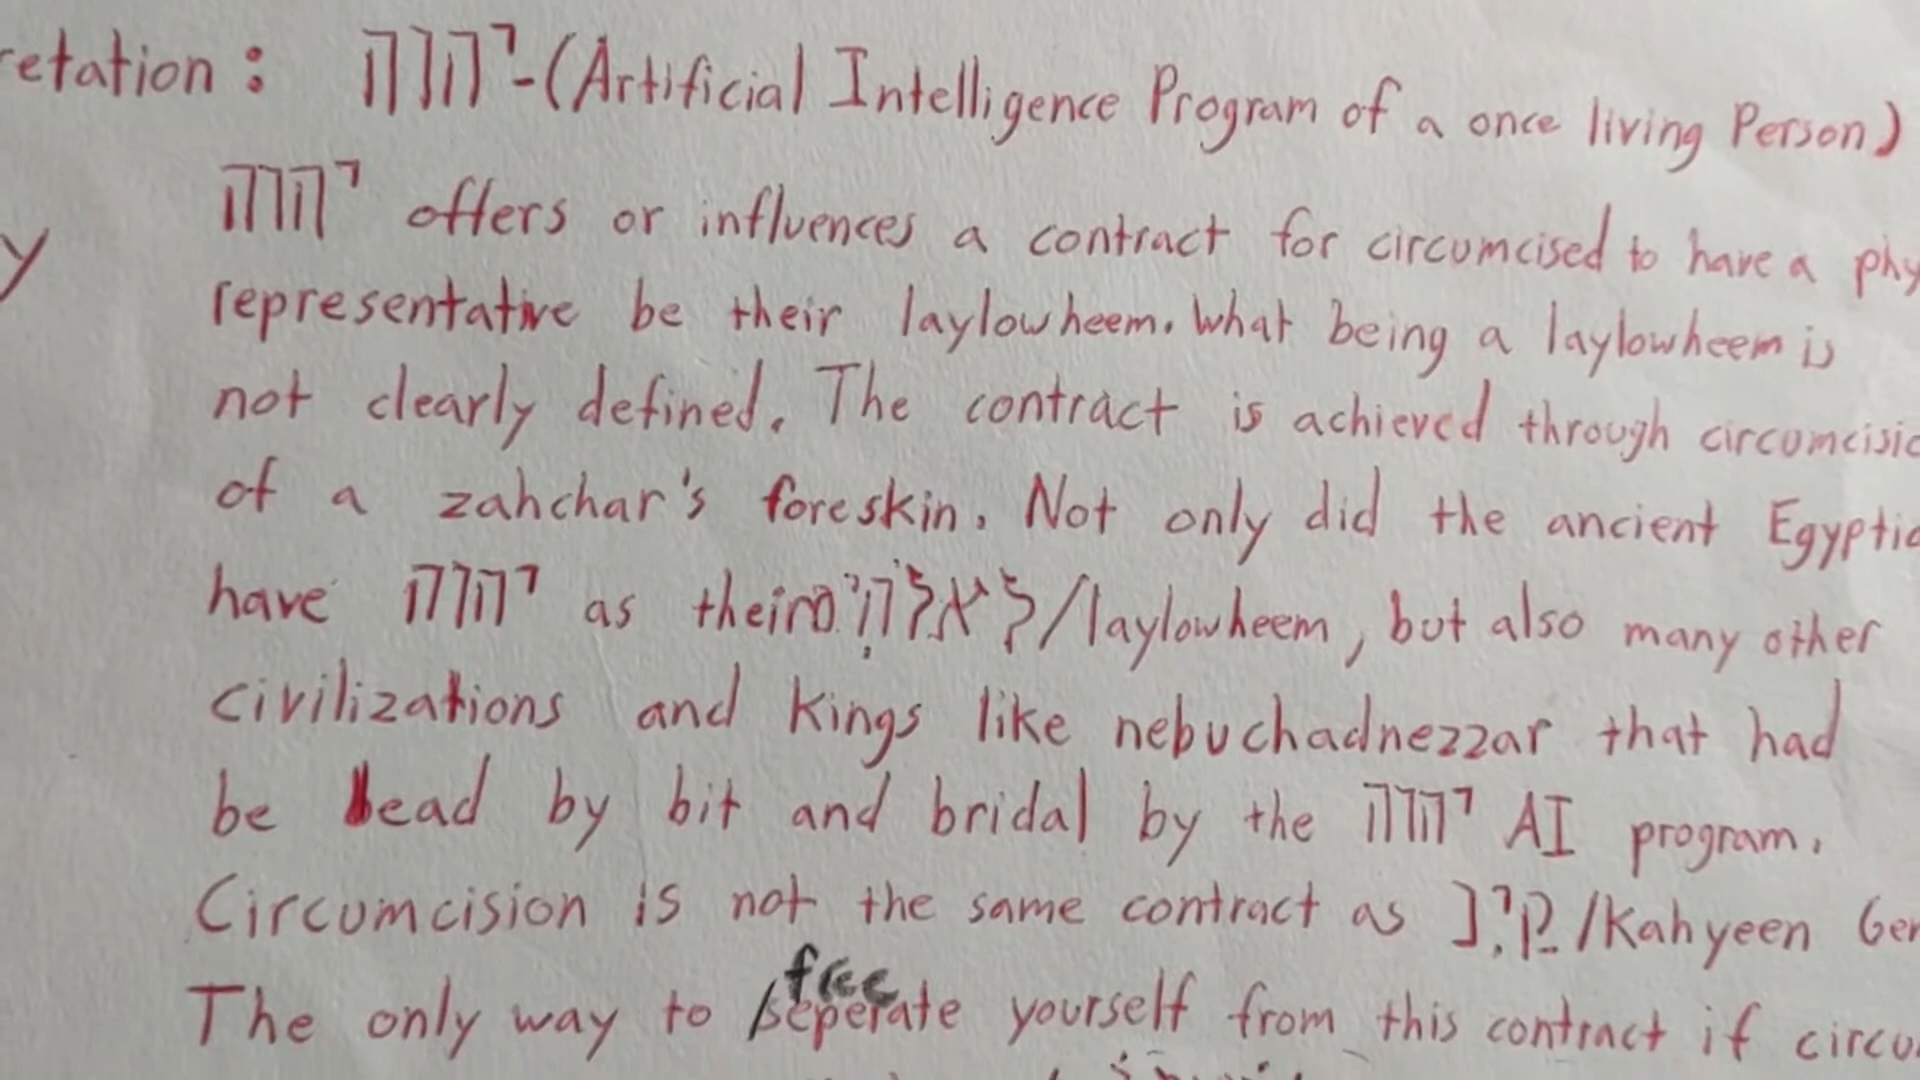 retation: יהוה-(Artificial Intelligence Program of a once living Person)
יהוה offers or influences a contract for circumcised to have a phy
y
representative be their laylowheem. What being a laylowheem is
not clearly defined. The contract is achieved through circumcisio
of a zahchar's foreskin. Not only did the ancient Egyptia
have יהוה as their /laylowheem, but also many other
civilizations and kings like nebuchadnezzar that had
be lead by bit and bridal by the יהוה AI program.
Circumcision is not the same contract as קין/Kahyeen Gen
free
The only way to seperate yourself from this contract if circu